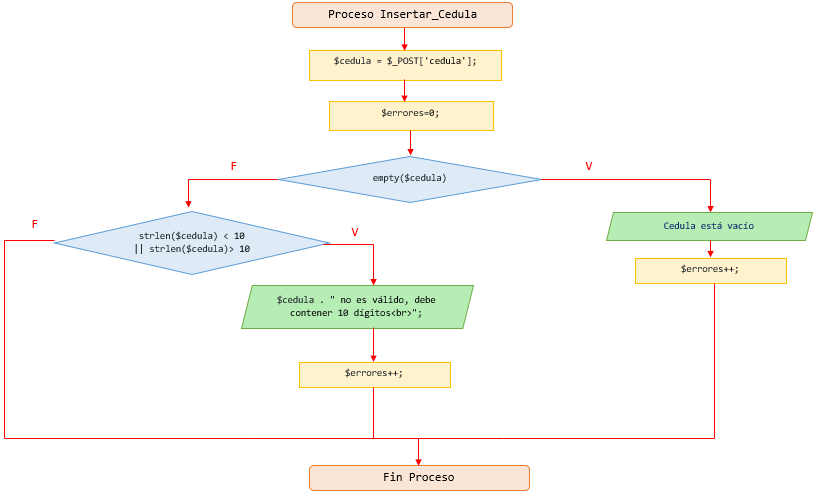 Proceso Insertar_Cedula
$cedula = $_POST['cedula'];
$errores=0;
empty($cedula)
F
V
F
strlen($cedula) < 10
|| strlen($cedula)> 10
V
Cedula está vacío
$errores++;
$cedula . " no es válido, debe
contener 10 dígitos<br>";
$errores++;
Fin Proceso